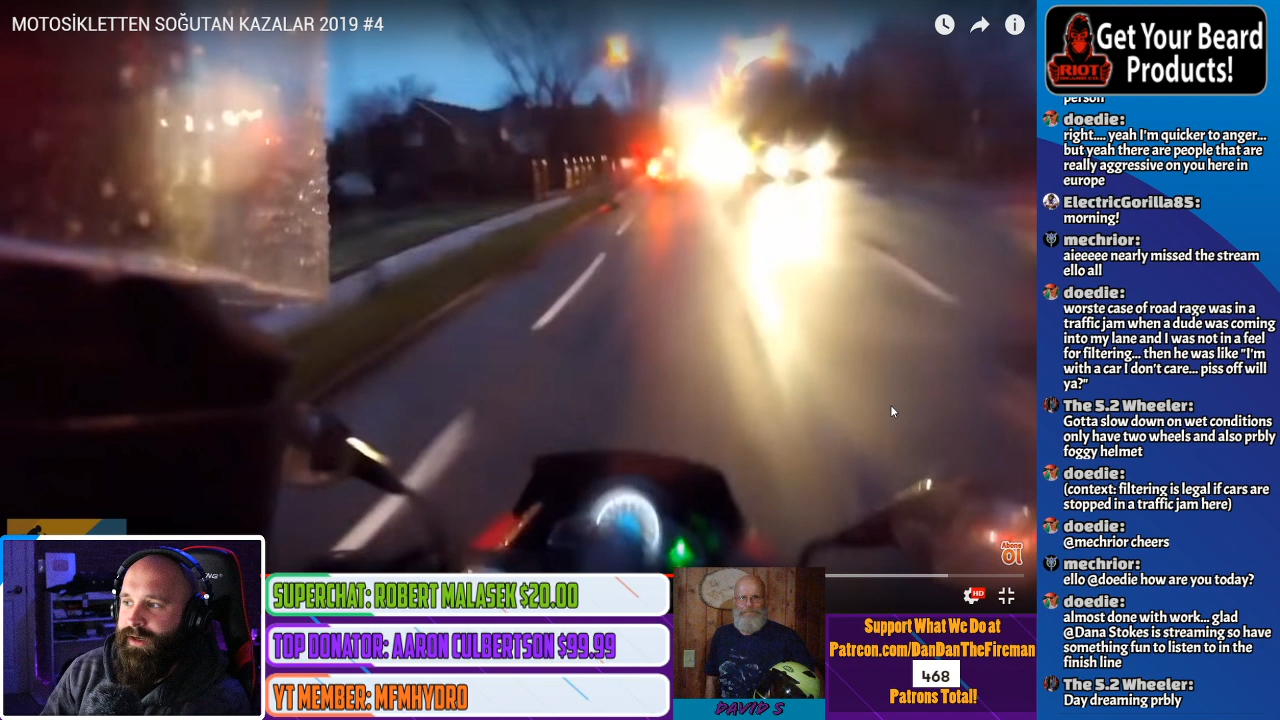 MOTOSİKLETTEN SOĞUTAN KAZALAR 2019 #4
Get Your Beard
Products!
RIOT
person
doedie:
right.... yeah I'm quicker to anger...
but yeah there are people that are
really aggressive on you here in
europe
ElectricGorilla85:
morning!
mechrior:
aieeeee nearly missed the stream
ello all
doedie:
worste case of road rage was in a
traffic jam when a dude was coming
into my lane and I was not in a feel
for filtering... then he was like "I'm
with a car I don't care... piss off will
ya?"
The 5.2 Wheeler:
Gotta slow down on wet conditions
only have two wheels and also prbly
foggy helmet
doedie:
(context: filtering is legal if cars are
stopped in a traffic jam here)
doedie:
@mechrior cheers
mechrior:
ello @doedie how are you today?
doedie:
almost done with work... glad
@Dana Stokes is streaming so have
something fun to listen to in the
finish line
The 5.2 Wheeler:
Day dreaming prbly
Abone
Ol
HD
SUPERCHAT: ROBERT MALASEK $20.00
TOP DONATOR: AARON CULBERTSON $99.99
YT MEMBER: MFMHYDRO
DAVID S
Support What We Do at
Patreon.com/DanDanTheFireman
468
Patrons Total!